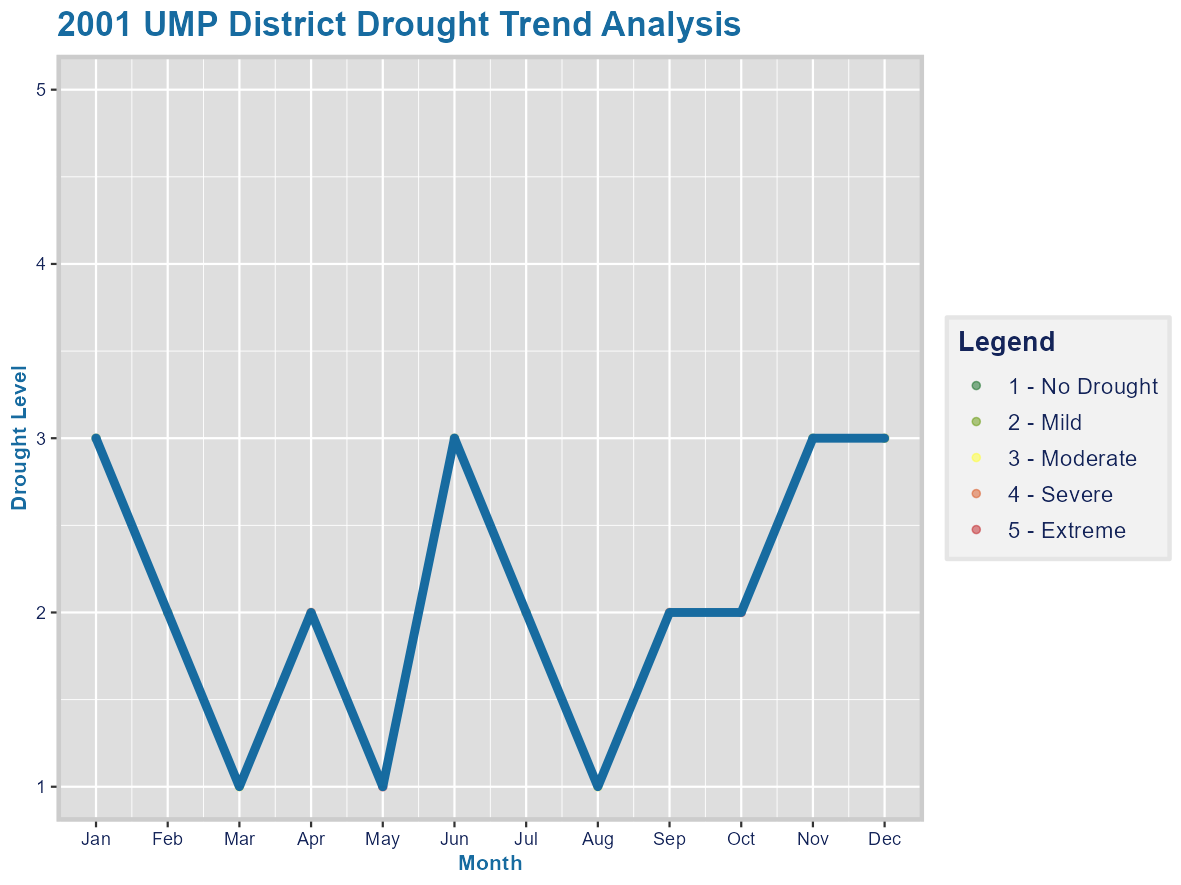 2001 UMP District Drought Trend Analysis
Drought Level
5
4
3
2
1
Jan Feb Mar Apr May Jun Jul Aug Sep Oct Nov Dec
Month
Legend
1 - No Drought
2 - Mild
3 - Moderate
4 - Severe
5 - Extreme